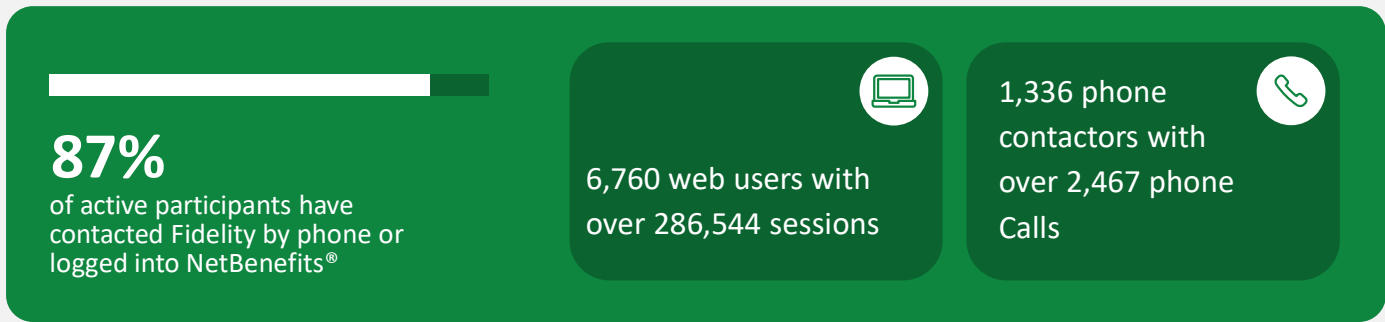 87%
of active participants have
contacted Fidelity by phone or
logged into NetBenefits®
6,760 web users with
over 286,544 sessions
1,336 phone
contactors with
over 2,467 phone
Calls